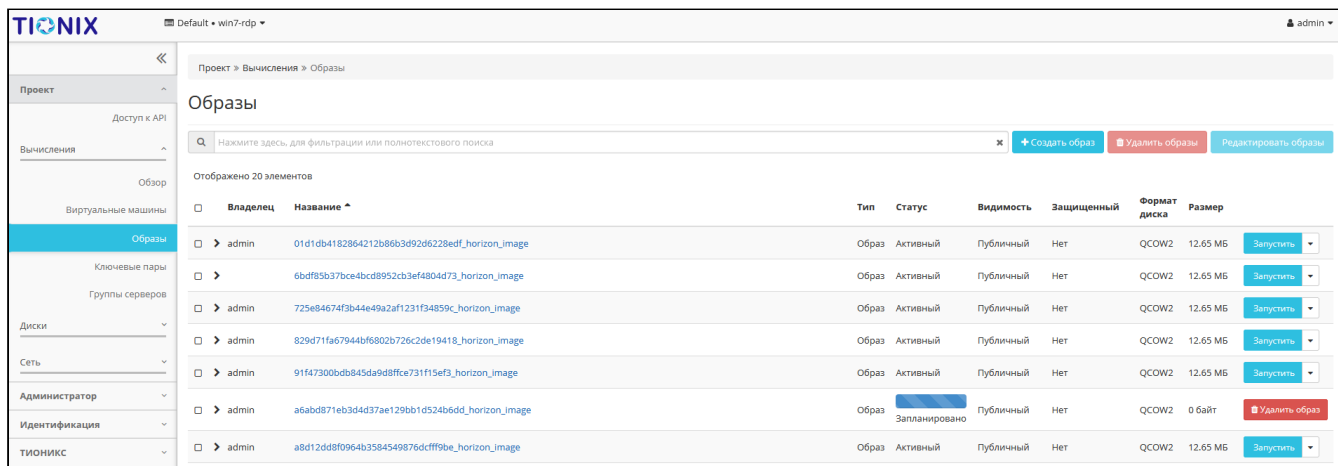 TIONIX
Default • win7-rdp
admin
Проект
Доступ к API
Вычисления
Обзор
Виртуальные машины
Образы
Ключевые пары
Группы серверов
Диски
Сеть
Администратор
Идентификация
ТИОНИКС
Проект » Вычисления » Образы
Образы
Нажмите здесь, для фильтрации или полнотекстового поиска
Создать образ
Удалить образы
Редактировать образы
Отображено 20 элементов
Владелец Название Тип Статус Видимость Защищенный Формат диска Размер
admin 01d1db4182864212b86b3d92d6228edf_horizon_image Образ Активный Публичный Нет QCOW2 12.65 МБ Запустить
6bdf85b37bce4bcd8952cb3ef4804d73_horizon_image Образ Активный Публичный Нет QCOW2 12.65 МБ Запустить
admin 725e84674f3b44e49a2af1231f34859c_horizon_image Образ Активный Публичный Нет QCOW2 12.65 МБ Запустить
admin 829d71fa67944bf6802b726c2de19418_horizon_image Образ Активный Публичный Нет QCOW2 12.65 МБ Запустить
admin 91f47300bdb845da9d8ffce731f15ef3_horizon_image Образ Активный Публичный Нет QCOW2 12.65 МБ Запустить
admin a6abd871eb3d4d37ae129bb1d524b6dd_horizon_image Образ Запланировано Публичный Нет QCOW2 0 байт Удалить образ
admin a8d12dd8f0964b3584549876dcfff9be_horizon_image Образ Активный Публичный Нет QCOW2 12.65 МБ Запустить